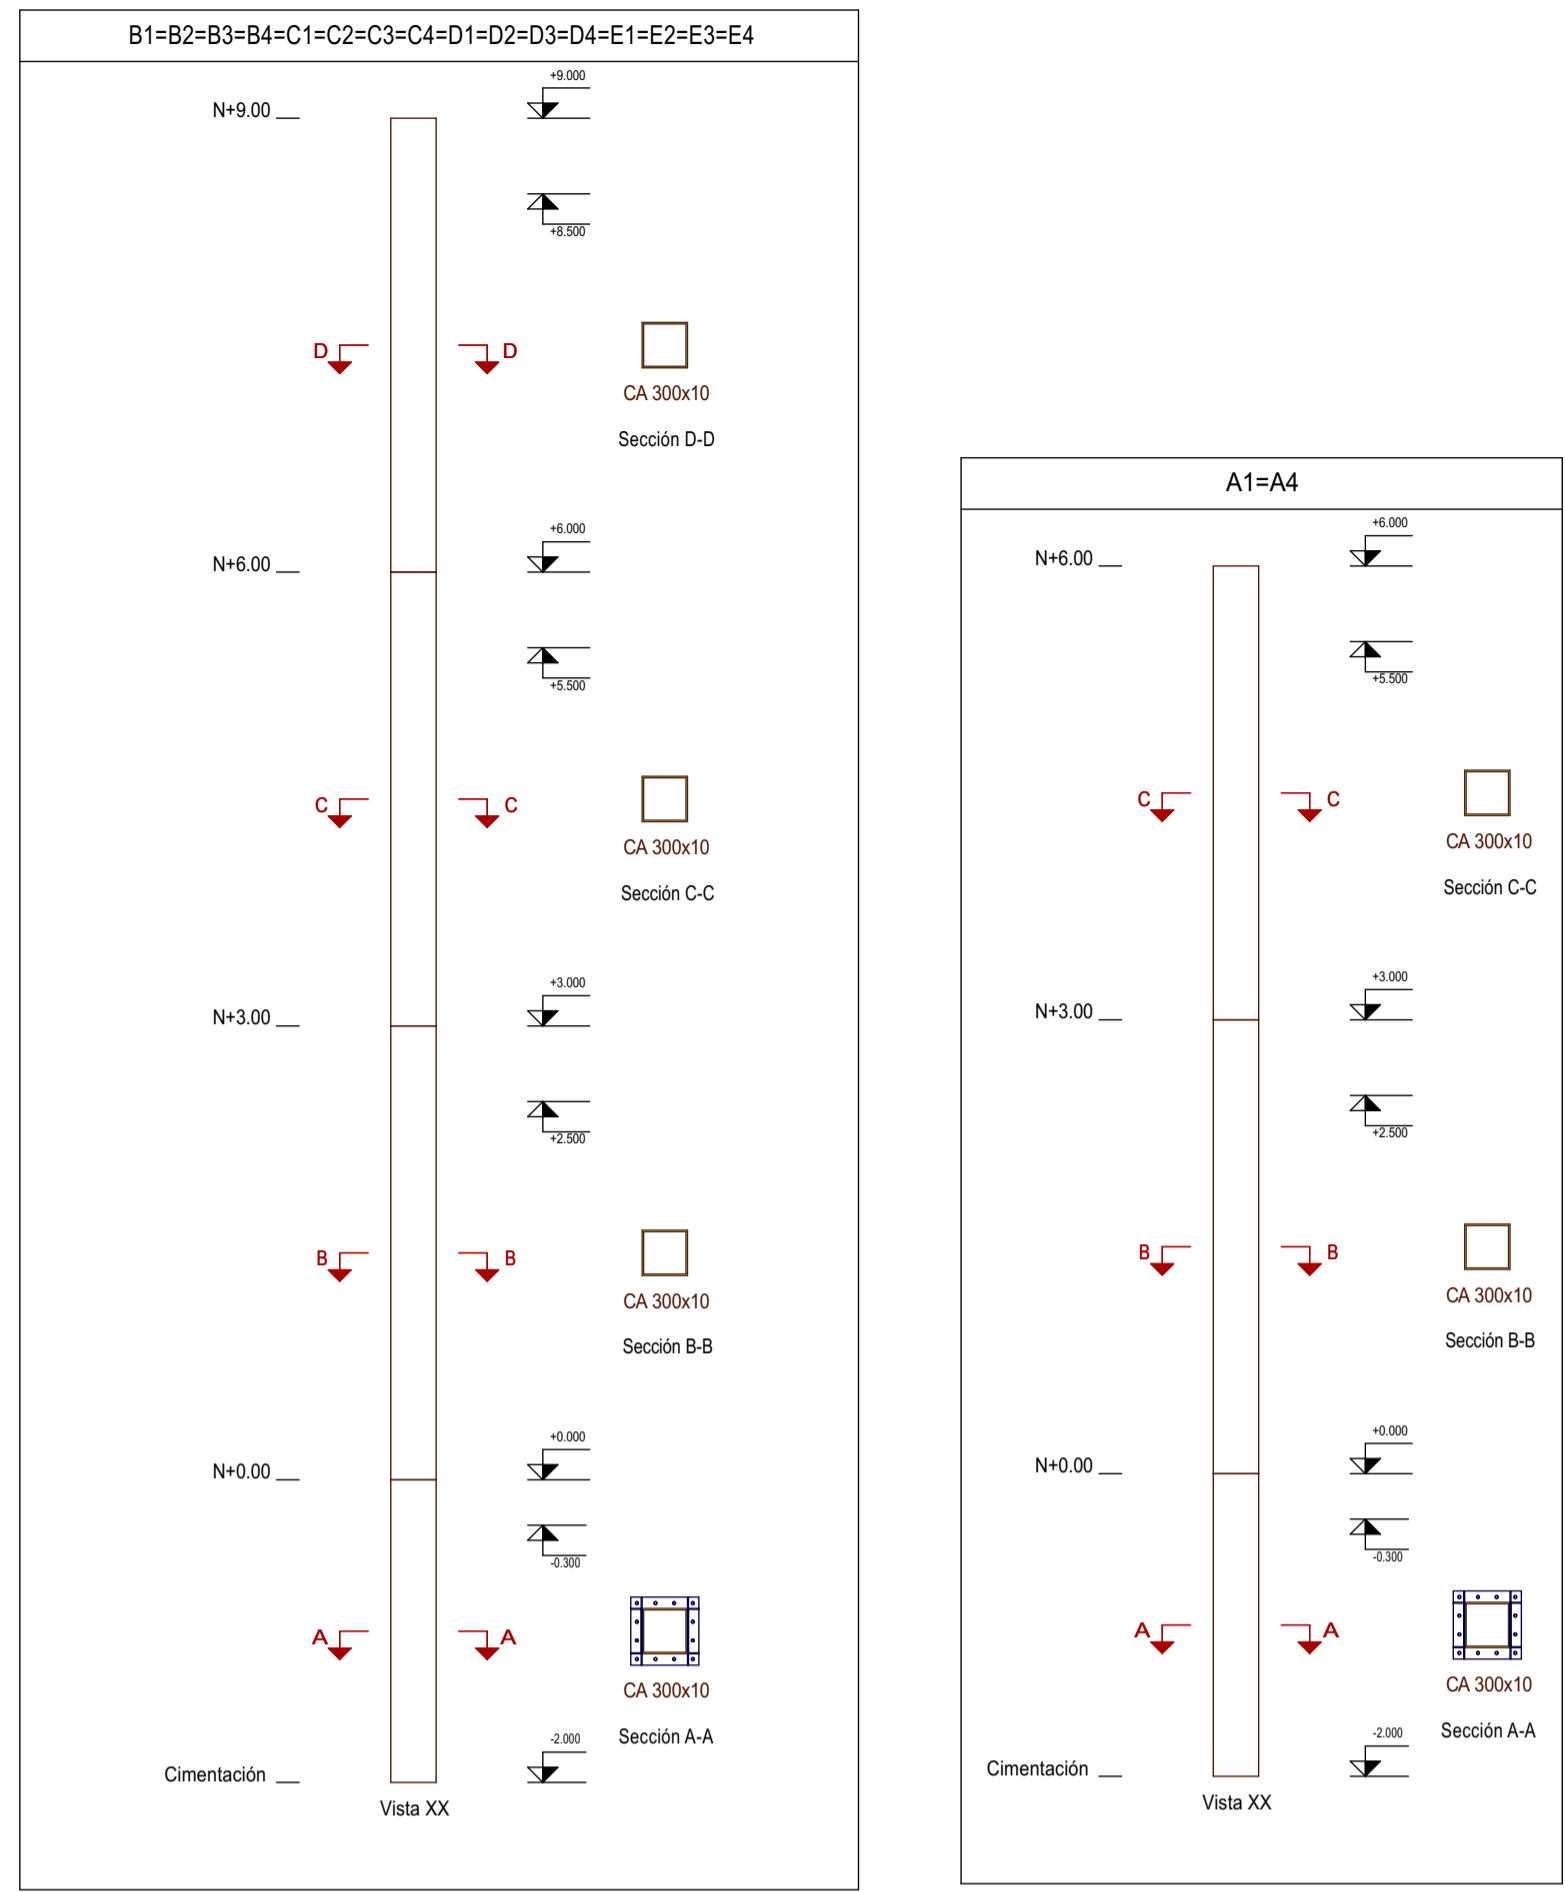 B1=B2=B3=B4=C1=C2=C3=C4=D1=D2=D3=D4=E1=E2=E3=E4
+9.000
N+9.00
+8.500
D D
CA 300x10
Sección D-D
+6.000
N+6.00
+5.500
C C
CA 300x10
Sección C-C
+3.000
N+3.00
+2.500
B B
CA 300x10
Sección B-B
+0.000
N+0.00
-0.300
A A
CA 300x10
Sección A-A
-2.000
Cimentación
Vista XX
A1=A4
+6.000
N+6.00
+5.500
C C
CA 300x10
Sección C-C
+3.000
N+3.00
+2.500
B B
CA 300x10
Sección B-B
+0.000
N+0.00
-0.300
A A
CA 300x10
Sección A-A
-2.000
Cimentación
Vista XX